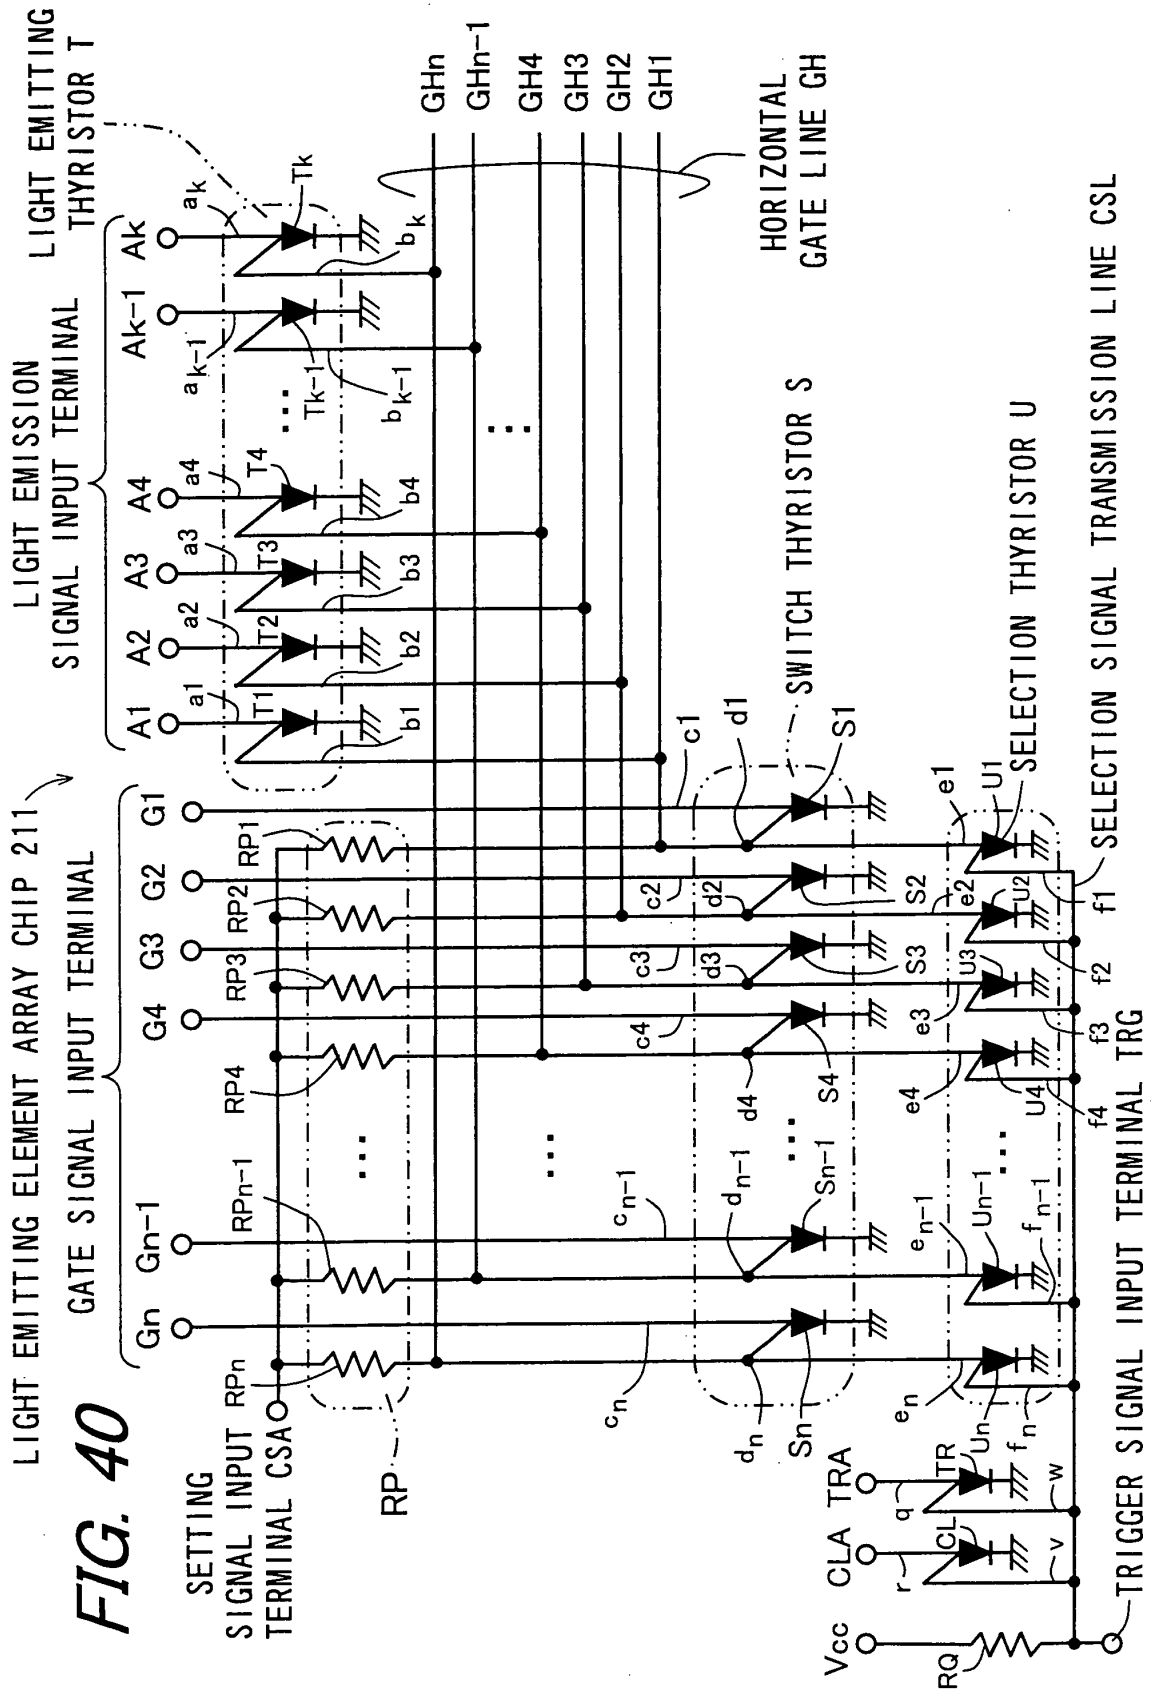 FIG. 40
LIGHT EMITTING ELEMENT ARRAY CHIP 211
GATE SIGNAL INPUT TERMINAL
LIGHT EMISSION
SIGNAL INPUT TERMINAL
LIGHT EMITTING
THYRISTOR T
Gn Gn-1 G4 G3 G2 G1
A1 A2 A3 A4 Ak-1 Ak
a1 a2 a3 a4 ak-1 ak
T1 T2 T3 T4 Tk-1 Tk
b1 b2 b3 b4 bk-1 bk
SETTING
SIGNAL INPUT
TERMINAL CSA
RPn RPn-1 RP4 RP3 RP2 RP1
RP
GHn
GHn-1
GH4
GH3
GH2
GH1
HORIZONTAL
GATE LINE GH
cn cn-1 c4 c3 c2 c1
dn dn-1 d4 d3 d2 d1
Sn Sn-1 S4 S3 S2 S1
SWITCH THYRISTOR S
en en-1 e4 e3 e2 e1
Un Un-1 U4 U3 U2 U1
SELECTION THYRISTOR U
fn fn-1 f4 f3 f2 f1
SELECTION SIGNAL TRANSMISSION LINE CSL
Vcc CLA TRA
r q
CL TR
RQ v w
TRIGGER SIGNAL INPUT TERMINAL TRG